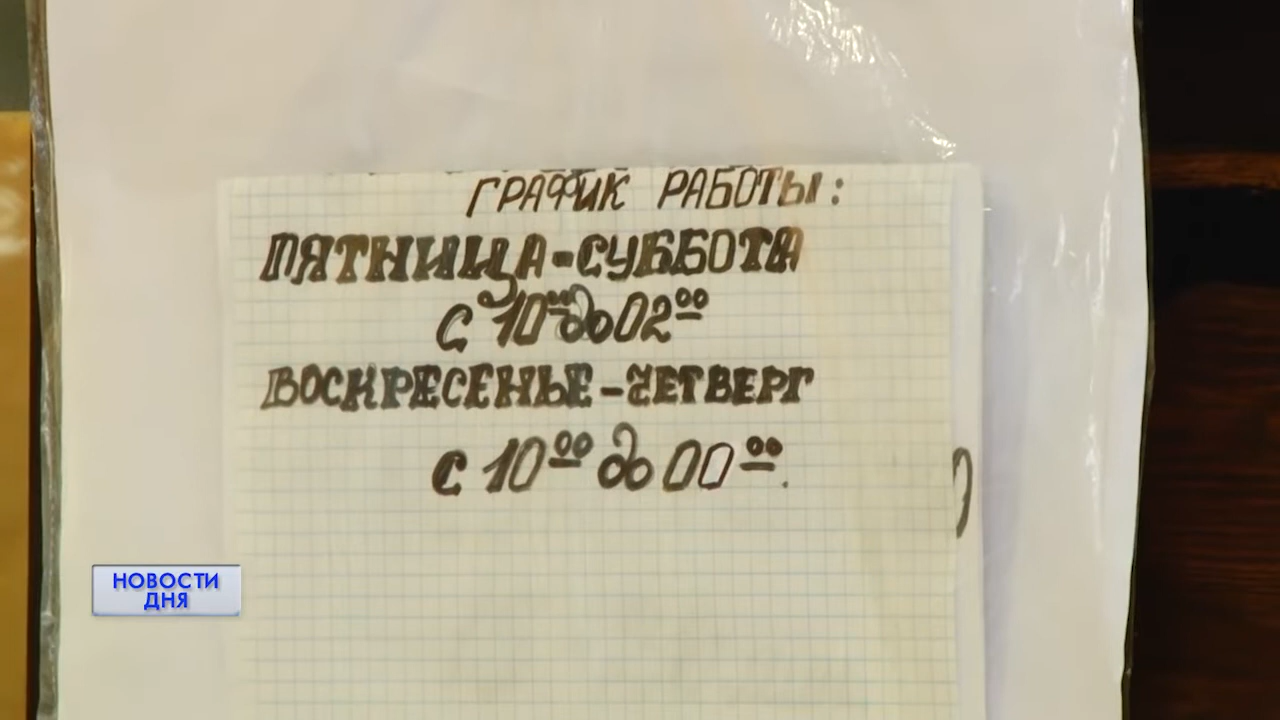 ГРАФИК РАБОТЫ:
ПЯТНИЦА-СУББОТА
С 10⁰⁰ до 02⁰⁰
ВОСКРЕСЕНЬЕ-ЧЕТВЕРГ
С 10⁰⁰ до 00⁰⁰.
НОВОСТИ
ДНЯ